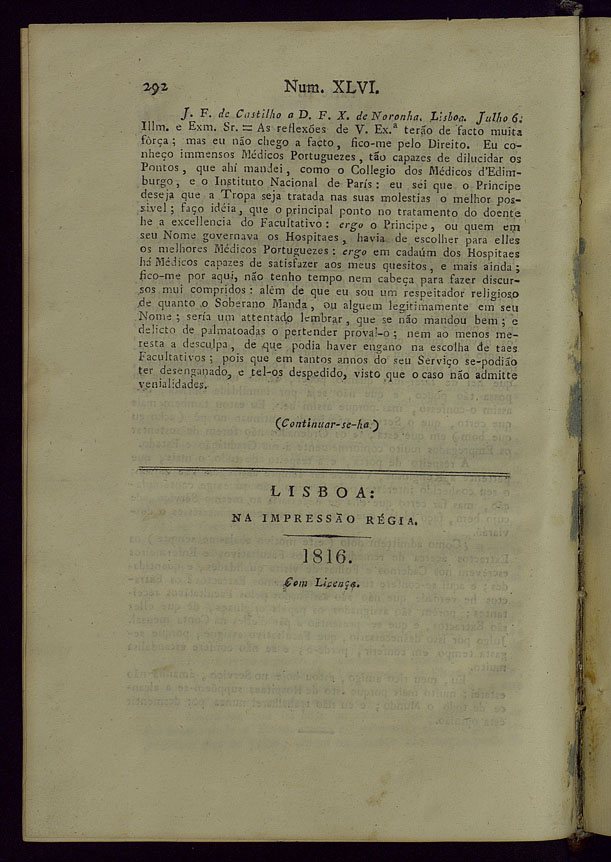 292 Num. XLVI.
J. F. de Castilho a D. F. X. de Noronha. Lisboa. Julho 6.
Illm. e Exm. Sr. = As reflexões de V. Ex.ª terão de facto muita
fòrça; mas eu não chego a facto, fico-me pelo Direito. Eu co-
nheço immensos Médicos Portuguezes, tão capazes de dilucidar os
Pontos, que ahí mandei, como o Collegio dos Médicos d'Edim-
burgo, e o Instituto Nacional de París: eu sei que o Principe
deseja que a Tropa seja tratada nas suas molestias o melhor pos-
sivel; faço idéia, que o principal ponto no tratamento do doente
he a excellencia do Facultativo: ergo o Principe, ou quem em
seu Nome governava os Hospitaes, havia de escolher para elles
os melhores Médicos Portuguezes: ergo em cadaúm dos Hospitaes
há Médicos capazes de satisfazer aos meus quesitos, e mais ainda;
fico-me por aqui, não tenho tempo nem cabeça para fazer discur-
sos mui compridos: além de que eu sou um respeitador religioso
de quanto o Soberano Manda, ou alguem legitimamente em seu
Nome; sería um attentado lembrar, que se não mandou bem; e
delicto de palmatoadas o pertender proval-o; nem ao menos me-
resta a desculpa, de que podia haver engano na escolha de taes
Facultativos; pois que em tantos annos do seu Serviço se-podião
ter desenganado, e tel-os despedido, visto que o caso não admitte
venialidades.
(Continuar-se-ha)
LISBOA:
NA IMPRESSÃO RÉGIA.
1816.
Com Licença.